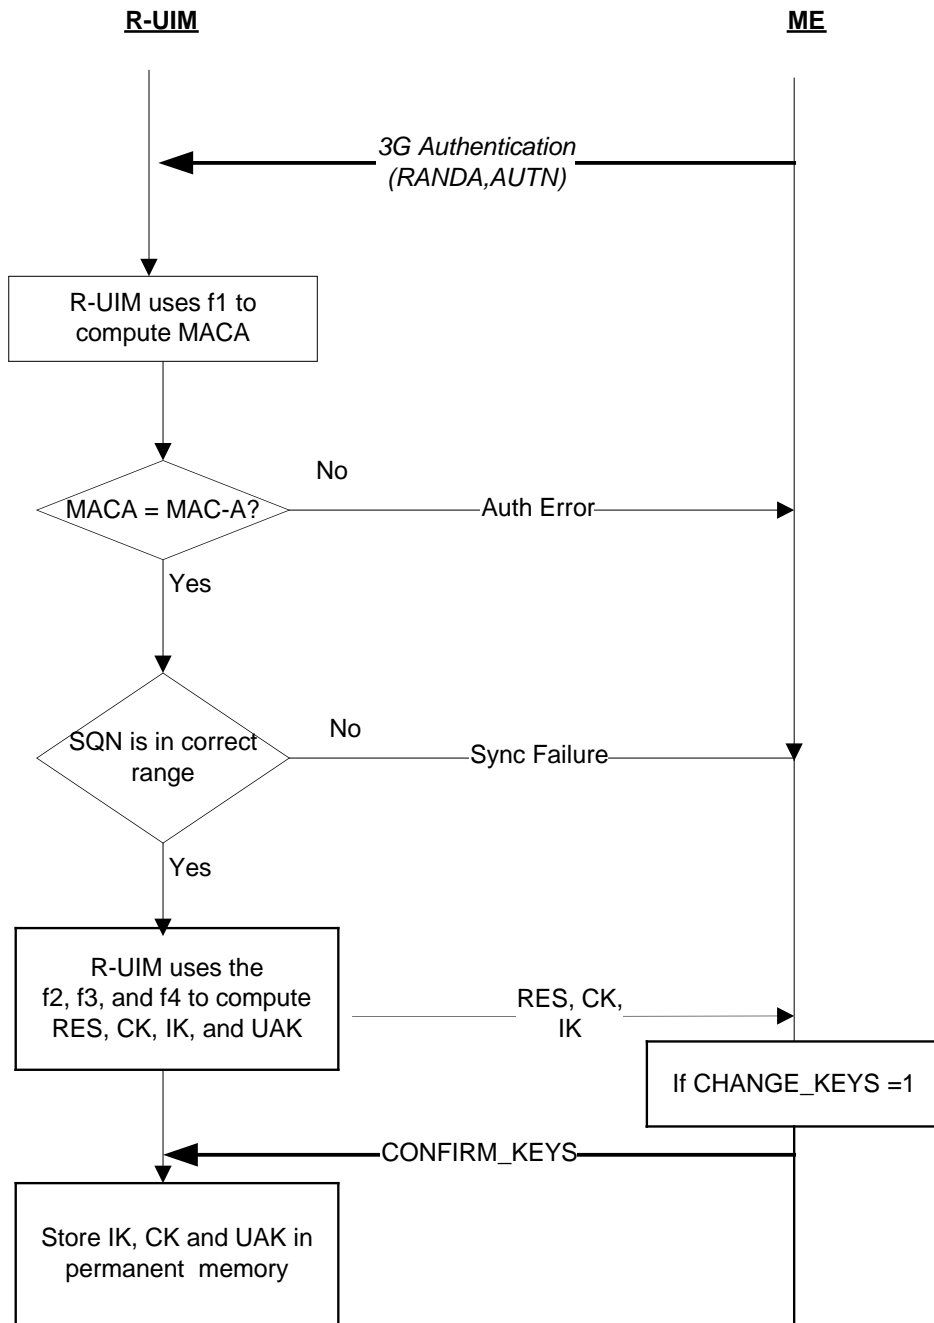 R-UIM
ME
3G Authentication
(RANDA,AUTN)
R-UIM uses f1 to
compute MACA
No
MACA = MAC-A?
Auth Error
Yes
No
SQN is in correct
range
Sync Failure
Yes
R-UIM uses the
f2, f3, and f4 to compute
RES, CK, IK, and UAK
RES, CK,
IK
If CHANGE_KEYS =1
CONFIRM_KEYS
Store IK, CK and UAK in
permanent memory